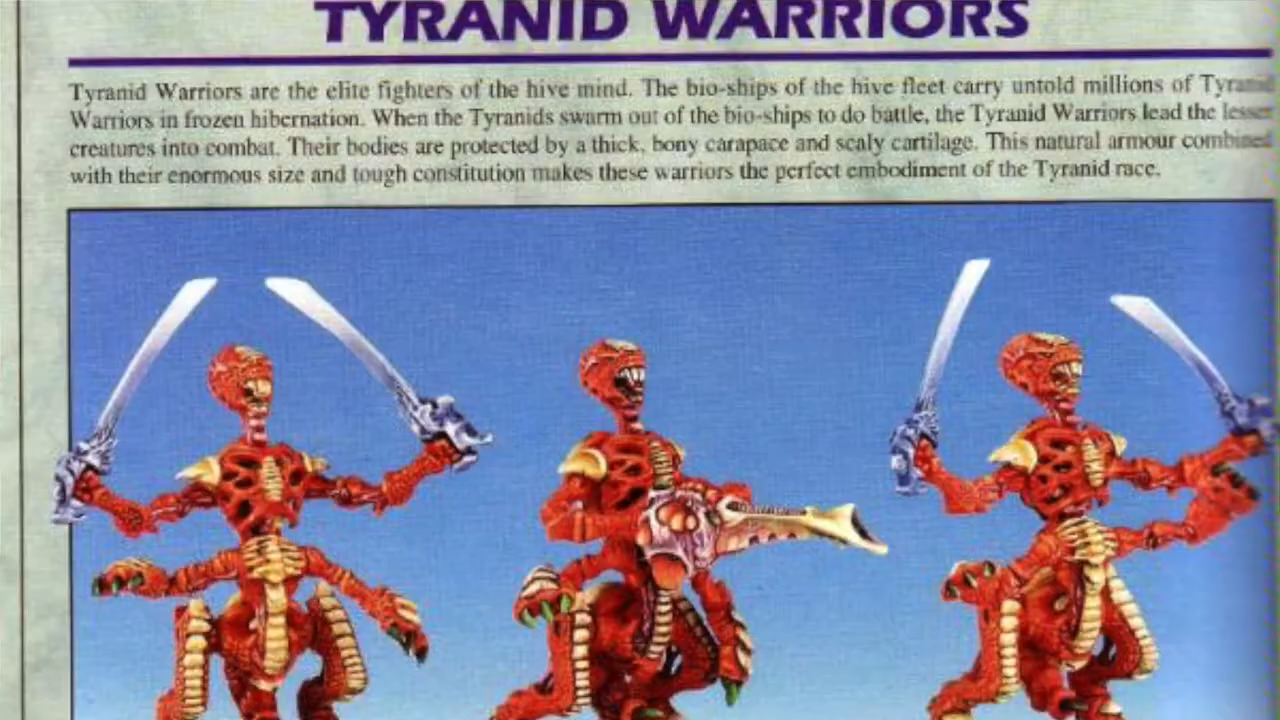 TYRANID WARRIORS
Tyranid Warriors are the elite fighters of the hive mind. The bio-ships of the hive fleet carry untold millions of Tyranid
Warriors in frozen hibernation. When the Tyranids swarm out of the bio-ships to do battle, the Tyranid Warriors lead the lesser
creatures into combat. Their bodies are protected by a thick, bony carapace and scaly cartilage. This natural armour combined
with their enormous size and tough constitution makes these warriors the perfect embodiment of the Tyranid race.